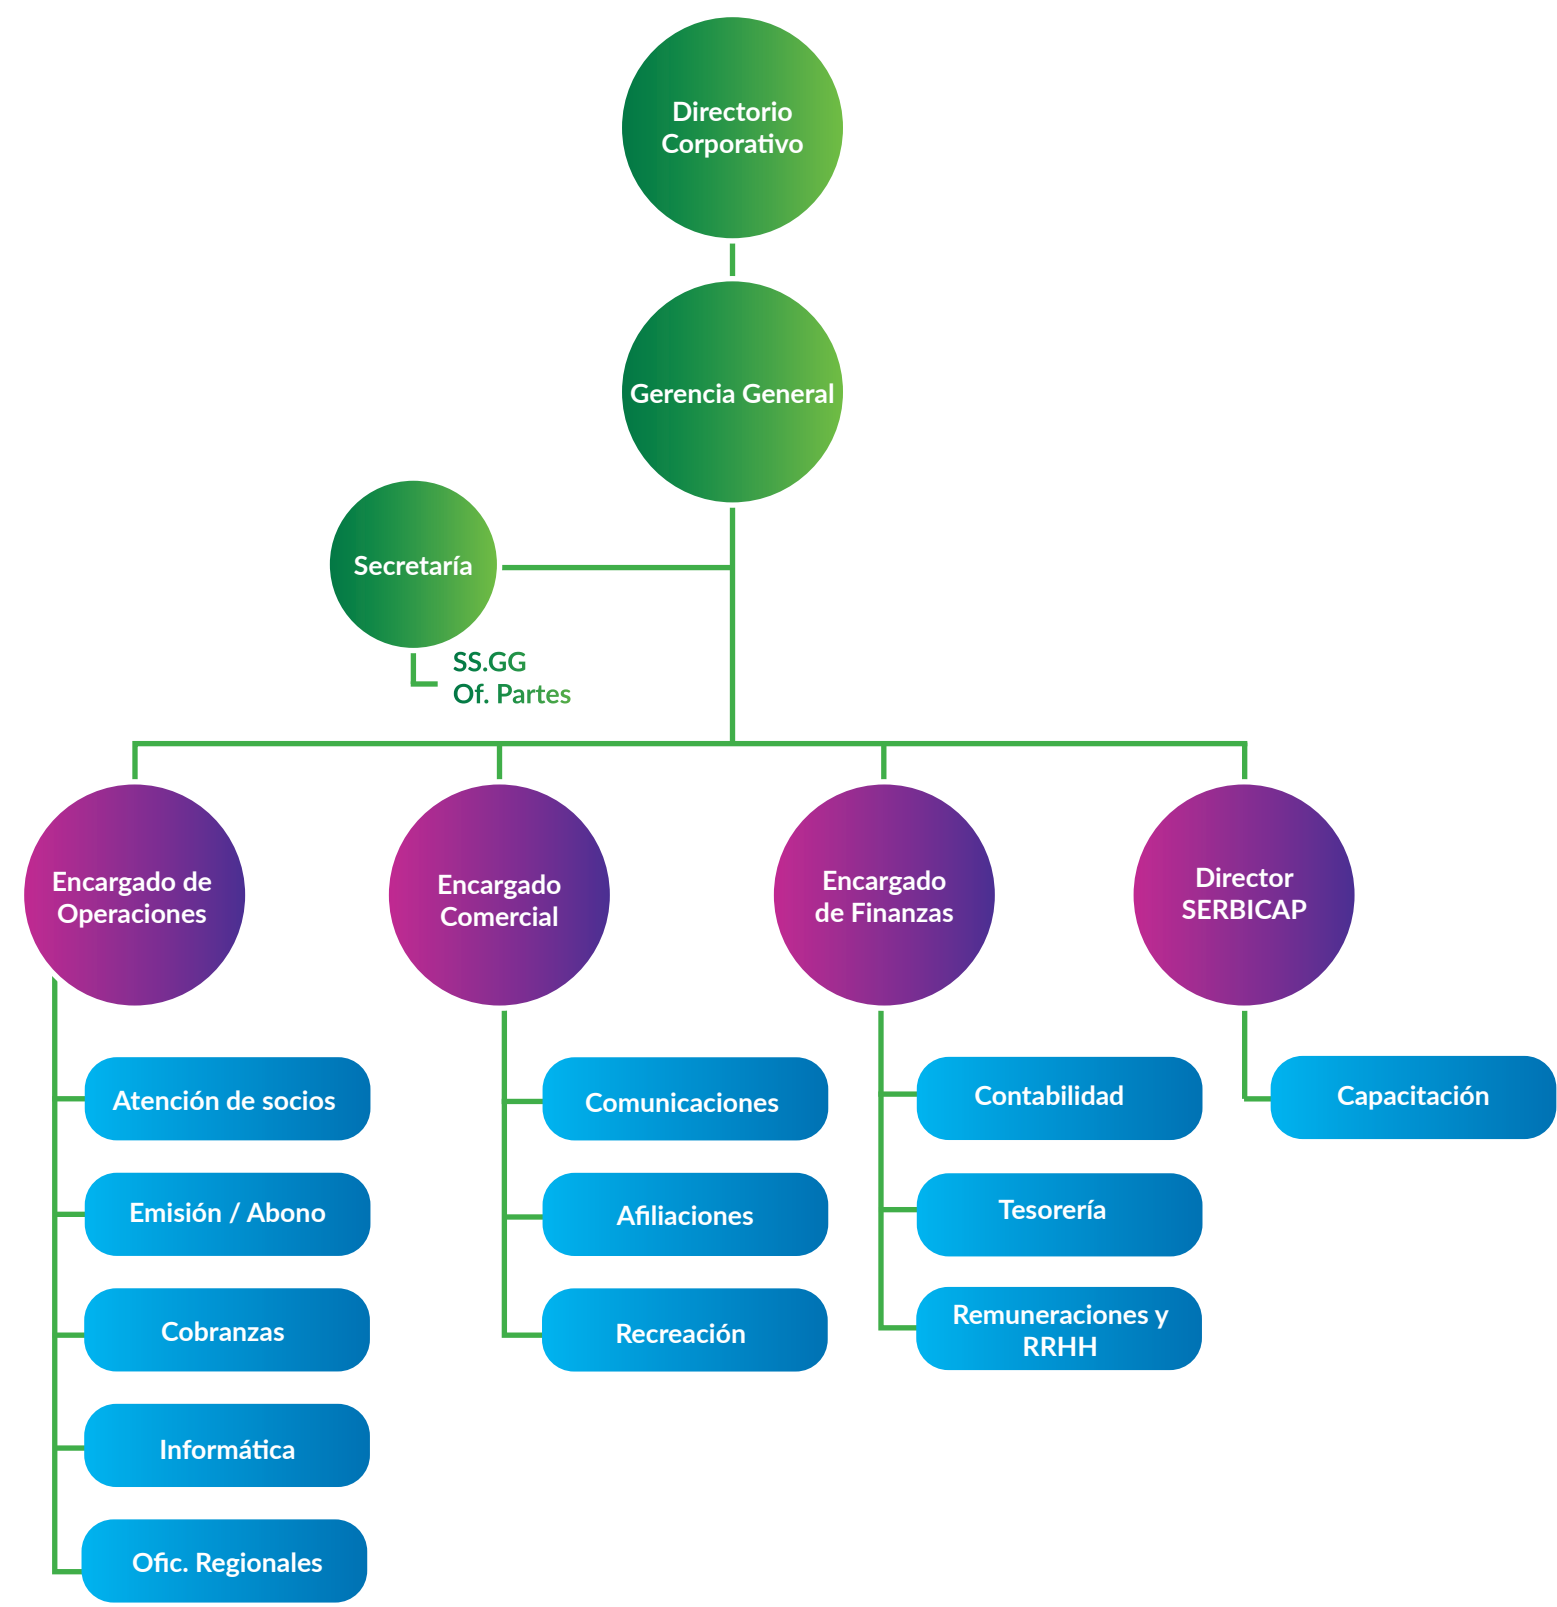 Directorio
Corporativo
Gerencia General
Secretaría
SS.GG
Of. Partes
Encargado de
Operaciones
Encargado
Comercial
Encargado
de Finanzas
Director
SERBICAP
Atención de socios
Emisión / Abono
Cobranzas
Informática
Ofic. Regionales
Comunicaciones
Afiliaciones
Recreación
Contabilidad
Tesorería
Remuneraciones y
RRHH
Capacitación